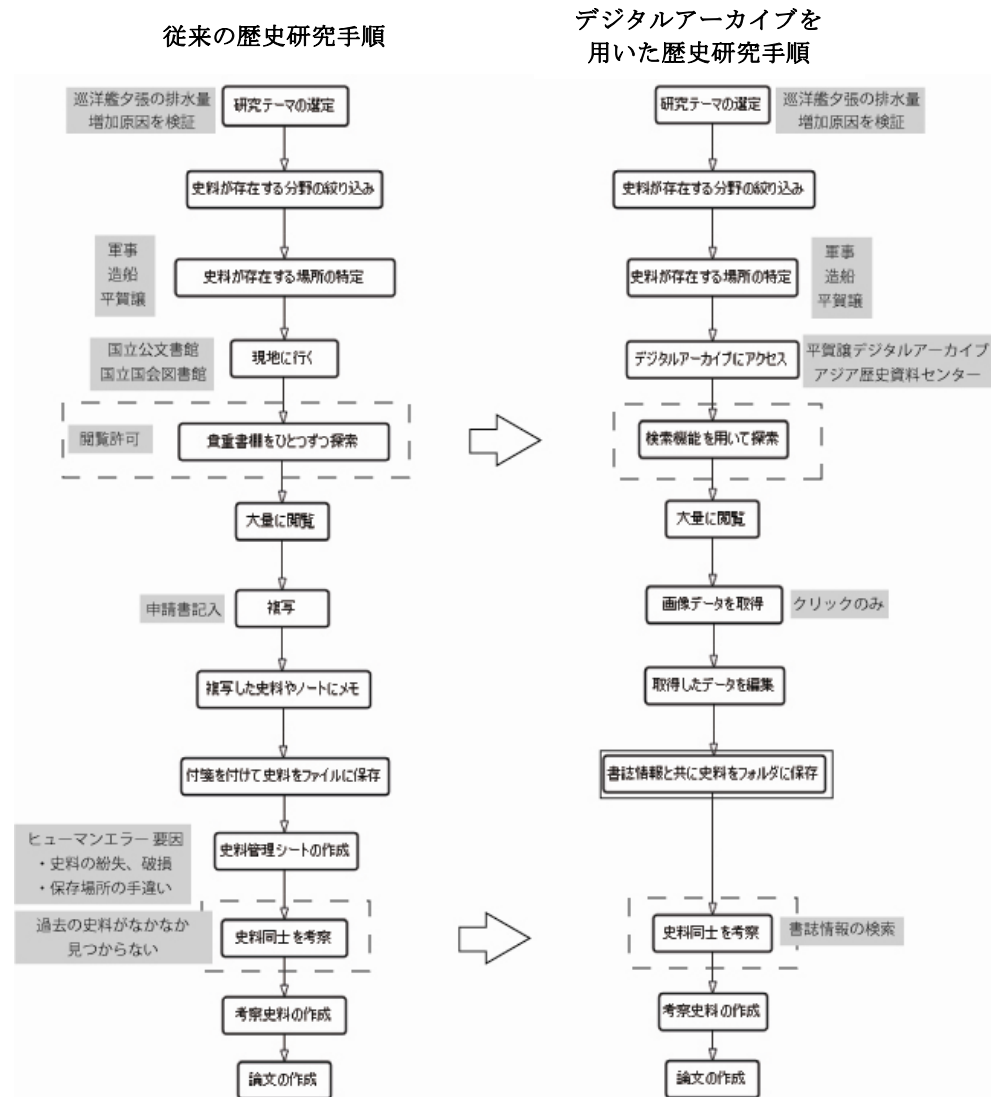 従来の歴史研究手順
巡洋艦夕張の排水量
増加原因を検証
研究テーマの選定
史料が存在する分野の絞り込み
軍事
造船
平賀譲
史料が存在する場所の特定
国立公文書館
国立国会図書館
現地に行く
閲覧許可
貴重書棚をひとつずつ探索
大量に閲覧
申請書記入
複写
複写した史料やノートにメモ
付箋を付けて史料をファイルに保存
ヒューマンエラー要因
・史料の紛失、破損
・保存場所の手違い
史料管理シートの作成
過去の史料がなかなか
見つからない
史料同士を考察
考察史料の作成
論文の作成
デジタルアーカイブを
用いた歴史研究手順
研究テーマの選定
巡洋艦夕張の排水量
増加原因を検証
史料が存在する分野の絞り込み
史料が存在する場所の特定
軍事
造船
平賀譲
デジタルアーカイブにアクセス
平賀譲デジタルアーカイブ
アジア歴史資料センター
検索機能を用いて探索
大量に閲覧
画像データを取得
クリックのみ
取得したデータを編集
書誌情報と共に史料をフォルダに保存
史料同士を考察
書誌情報の検索
考察史料の作成
論文の作成